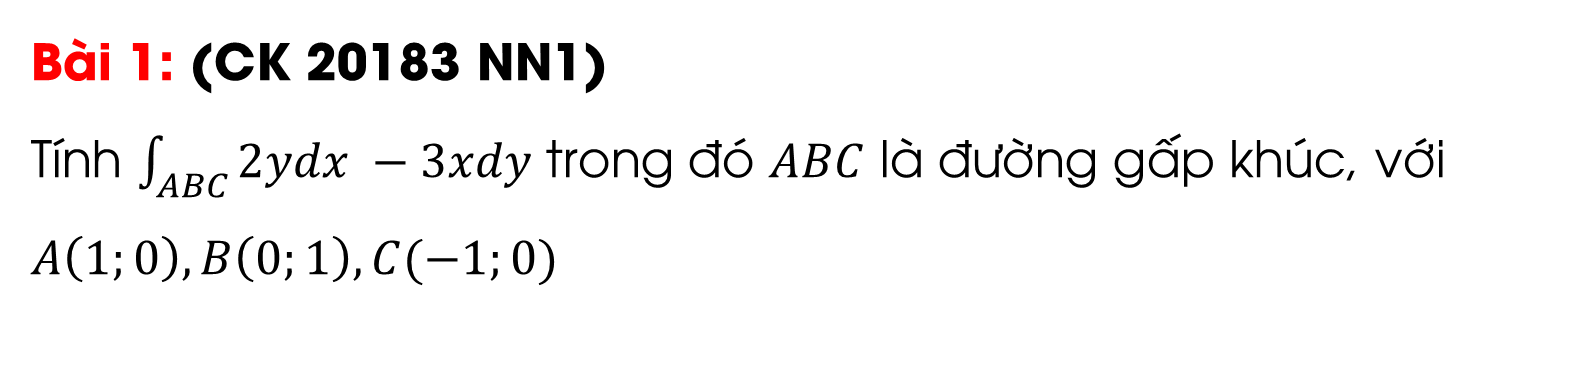 Bài 1: (CK 20183 NN1)
Tính ∫_{ABC} 2ydx − 3xdy trong đó ABC là đường gấp khúc, với
A(1; 0), B(0; 1), C(−1; 0)